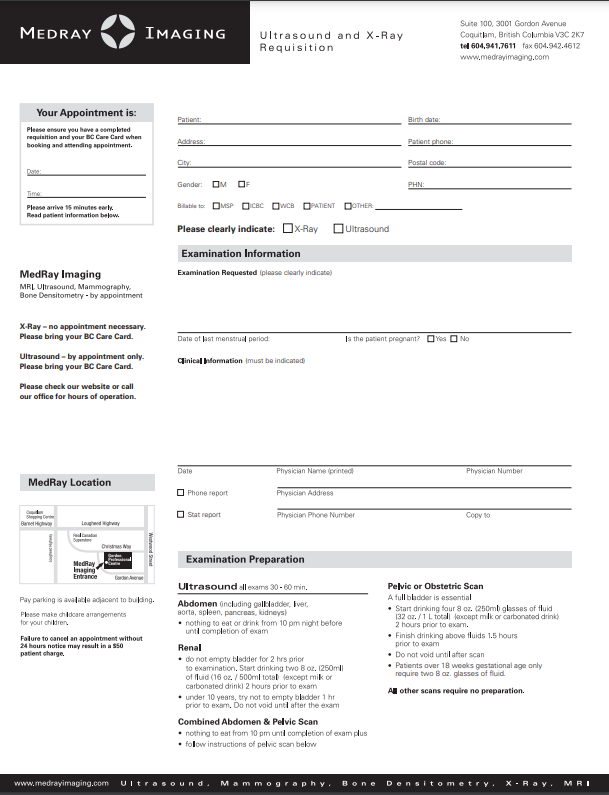 MEDRAY IMAGING
Ultrasound and X-Ray
Requisition
Suite 100, 3001 Gordon Avenue
Coquitlam, British Columbia V3C 2K7
tel 604.941.7611 fax 604.942.4612
www.medrayimaging.com
Your Appointment is:
Please ensure you have a completed
requisition and your BC Care Card when
booking and attending appointment.
Date:
Time:
Please arrive 15 minutes early.
Read patient information below.
Patient:
Birth date:
Address:
Patient phone:
City:
Postal code:
Gender: M F
PHN:
Billable to: MSP ICBC WCB PATIENT OTHER:
Please clearly indicate: X-Ray Ultrasound
Examination Information
Examination Requested (please clearly indicate)
Date of last menstrual period:
Is the patient pregnant? Yes No
Clinical Information (must be indicated)
MedRay Imaging
MRI, Ultrasound, Mammography,
Bone Densitometry - by appointment
X-Ray – no appointment necessary.
Please bring your BC Care Card.
Ultrasound – by appointment only.
Please bring your BC Care Card.
Please check our website or call
our office for hours of operation.
Date
Physician Name (printed)
Physician Number
Phone report
Physician Address
Stat report
Physician Phone Number
Copy to
MedRay Location
Coquitlam
Shopping Centre
Barnet Highway
Lougheed Highway
Real Canadian
Superstore
Christmas Way
Westwood Street
Gordon
Professional
Centre
MedRay
Imaging
Entrance
Gordon Avenue
Pay parking is available adjacent to building.
Please make childcare arrangements
for your children.
Failure to cancel an appointment without
24 hours notice may result in a $50
patient charge.
Examination Preparation
Ultrasound all exams 30 - 60 min.
Abdomen (including gallbladder, liver,
aorta, spleen, pancreas, kidneys)
• nothing to eat or drink from 10 pm night before
until completion of exam
Renal
• do not empty bladder for 2 hrs prior
to examination. Start drinking two 8 oz. (250ml)
of fluid (16 oz. / 500ml total) (except milk or
carbonated drink) 2 hours prior to exam
• under 10 years, try not to empty bladder 1 hr
prior to exam. Do not void until after the exam
Combined Abdomen & Pelvic Scan
• nothing to eat from 10 pm until completion of exam plus
• follow instructions of pelvic scan below
Pelvic or Obstetric Scan
A full bladder is essential
• Start drinking four 8 oz. (250ml) glasses of fluid
(32 oz. / 1 L total) (except milk or carbonated drink)
2 hours prior to exam.
• Finish drinking above fluids 1.5 hours
prior to exam.
• Do not void until after scan
• Patients over 18 weeks gestational age only
require two 8 oz. glasses of fluid.
All other scans require no preparation.
www.medrayimaging.com Ultrasound, Mammography, Bone Densitometry, X-Ray, MRI